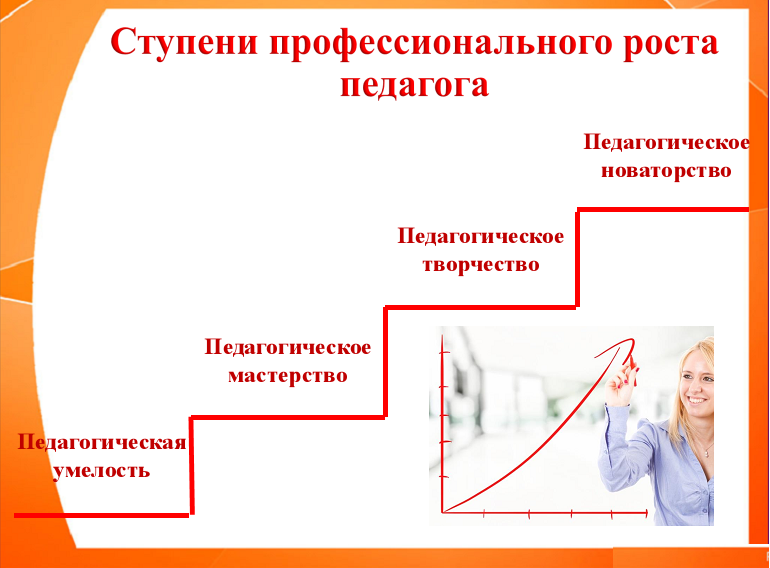 Ступени профессионального роста
педагога
Педагогическое
новаторство
Педагогическое
творчество
Педагогическое
мастерство
Педагогическая
умелость